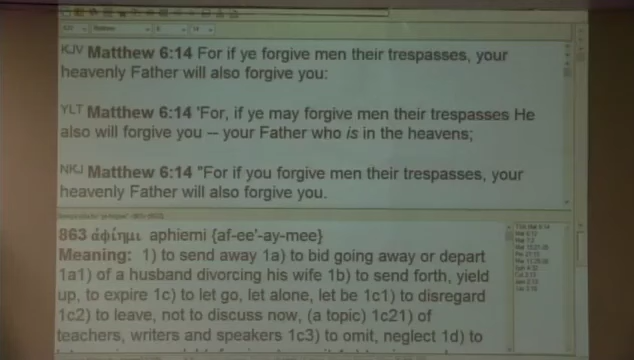 KJV Matthew 6:14 For if ye forgive men their trespasses, your
heavenly Father will also forgive you:
YLT Matthew 6:14 'For, if ye may forgive men their trespasses He
also will forgive you -- your Father who is in the heavens;
NKJ Matthew 6:14 "For if you forgive men their trespasses, your
heavenly Father will also forgive you.
863 ἀφίημι aphiemi {af-ee'-ay-mee}
Meaning: 1) to send away 1a) to bid going away or depart
1a1) of a husband divorcing his wife 1b) to send forth, yield
up, to expire 1c) to let go, let alone, let be 1c1) to disregard
1c2) to leave, not to discuss now, (a topic) 1c21) of
teachers, writers and speakers 1c3) to omit, neglect 1d) to